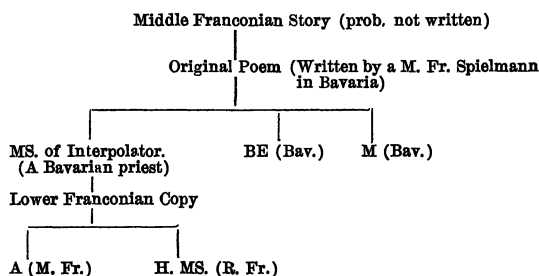 Middle Franconian Story (prob. not written)
Original Poem (Written by a M. Fr. Spielmann
in Bavaria)
MS. of Interpolator. BE (Bav.) M (Bav.)
(A Bavarian priest)
Lower Franconian Copy
A (M. Fr.) H. MS. (R. Fr.)